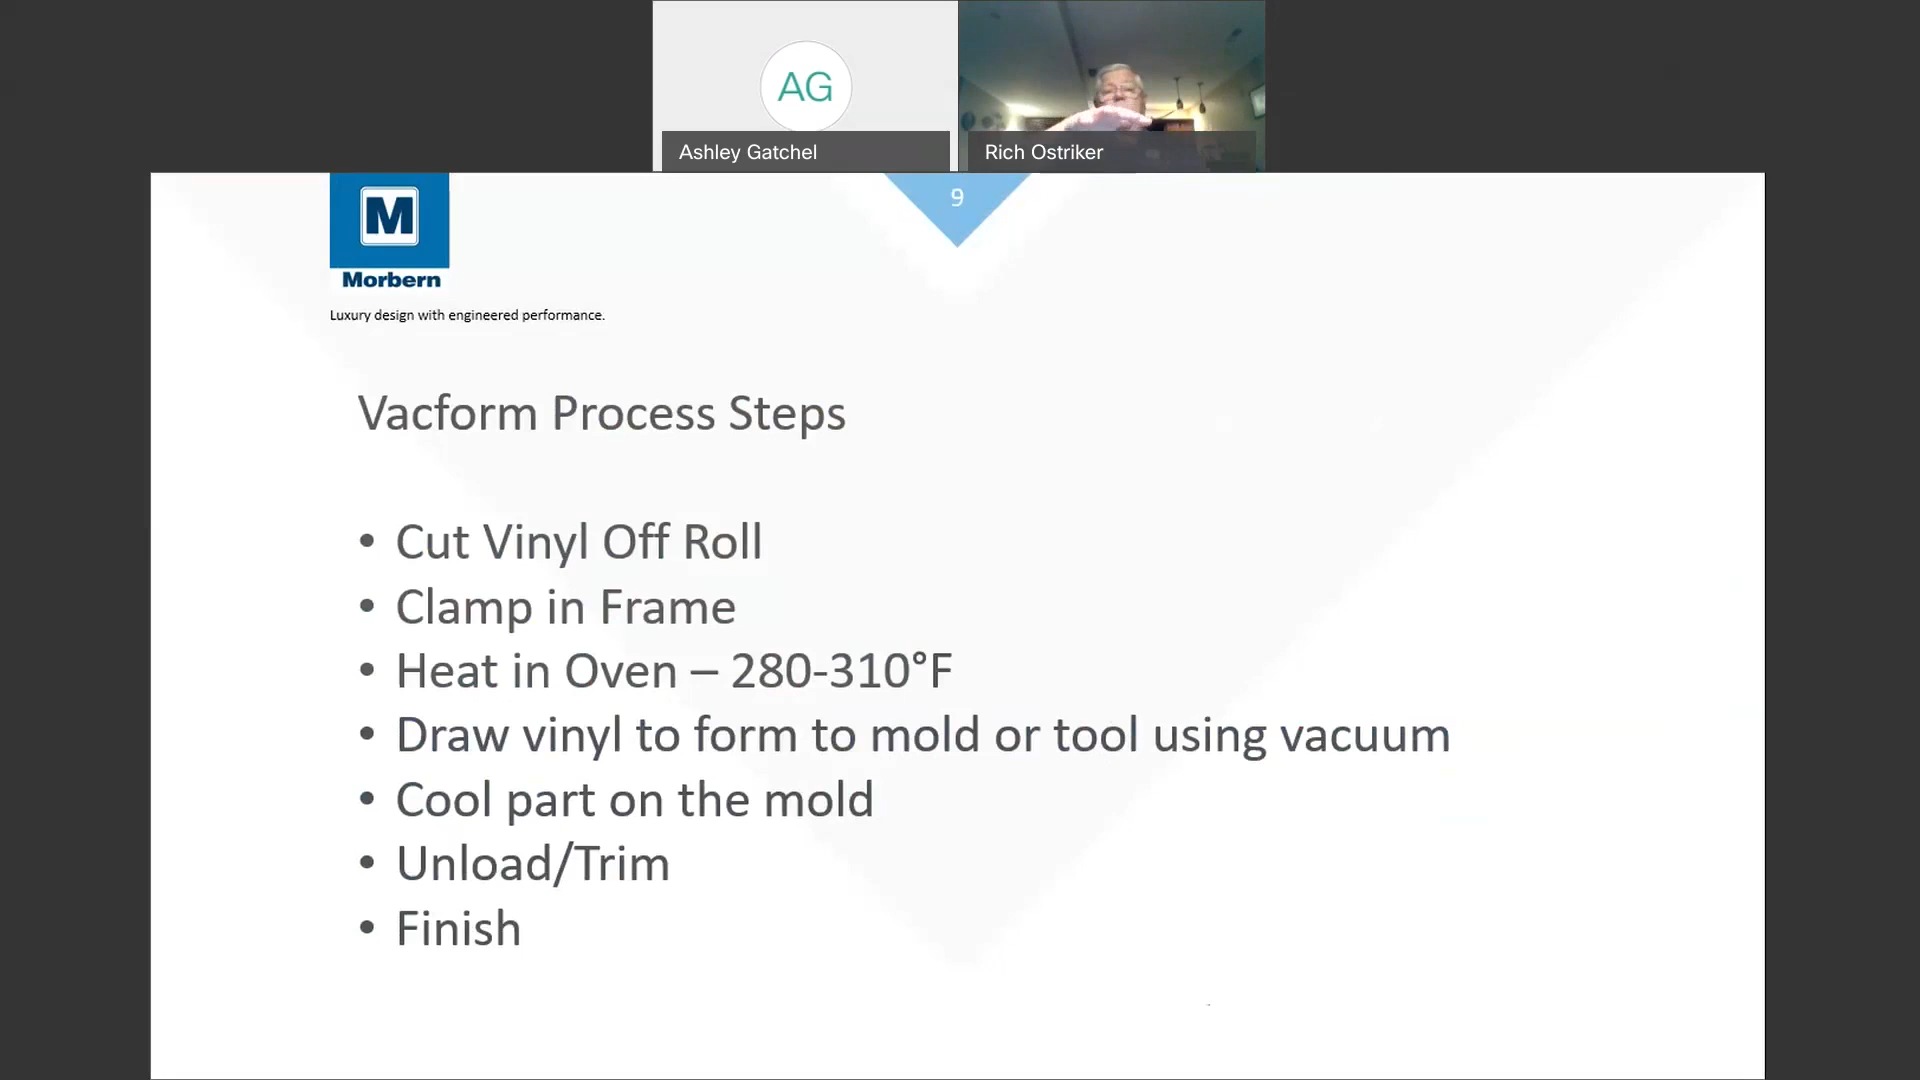 AG
Ashley Gatchel
Rich Ostriker
9
M
Morbern
Luxury design with engineered performance.
Vacform Process Steps
• Cut Vinyl Off Roll
• Clamp in Frame
• Heat in Oven – 280-310°F
• Draw vinyl to form to mold or tool using vacuum
• Cool part on the mold
• Unload/Trim
• Finish